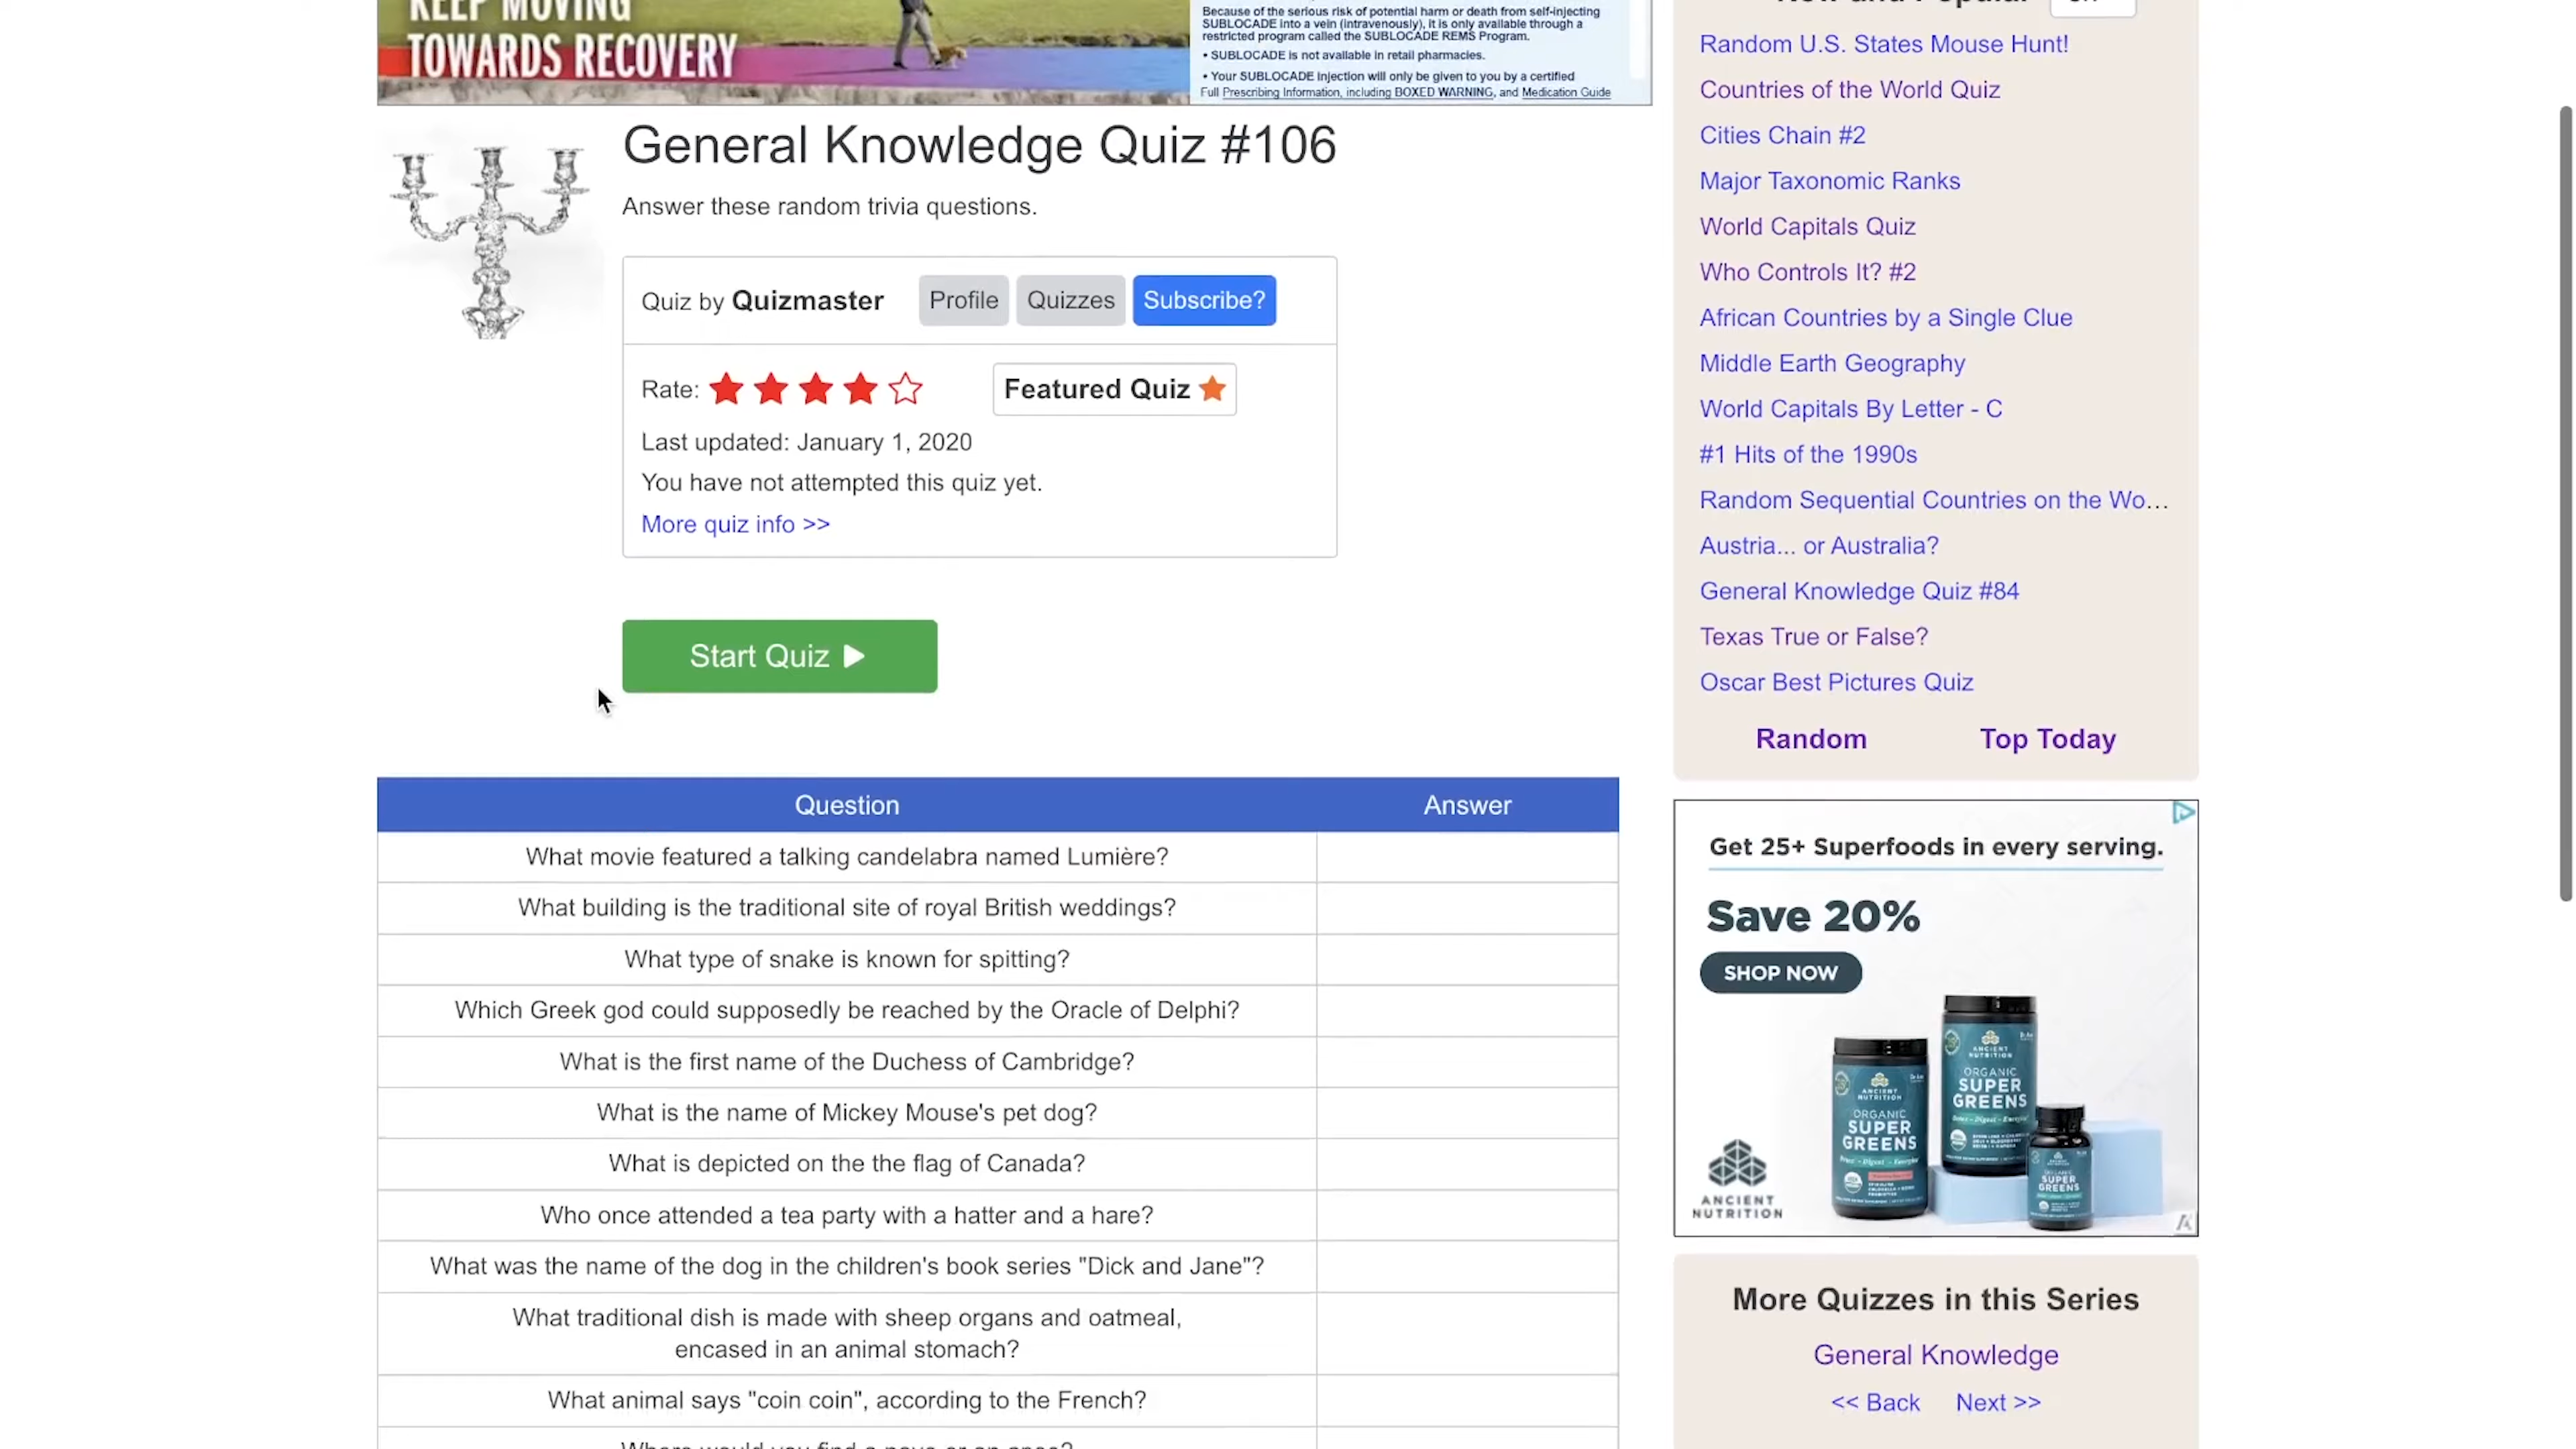 KEEP MOVING
TOWARDS RECOVERY
Because of the serious risk of potential harm or death from self-injecting
SUBLOCADE into a vein (intravenously), it is only available through a
restricted program called the SUBLOCADE REMS Program.
• SUBLOCADE is not available in retail pharmacies.
• Your SUBLOCADE injection will only be given to you by a certified
Full Prescribing Information, including BOXED WARNING, and Medication Guide
General Knowledge Quiz #106
Answer these random trivia questions.
Quiz by Quizmaster
Profile
Quizzes
Subscribe?
Rate:
Featured Quiz
Last updated: January 1, 2020
You have not attempted this quiz yet.
More quiz info >>
Start Quiz
Question
Answer
What movie featured a talking candelabra named Lumière?
What building is the traditional site of royal British weddings?
What type of snake is known for spitting?
Which Greek god could supposedly be reached by the Oracle of Delphi?
What is the first name of the Duchess of Cambridge?
What is the name of Mickey Mouse's pet dog?
What is depicted on the the flag of Canada?
Who once attended a tea party with a hatter and a hare?
What was the name of the dog in the children's book series "Dick and Jane"?
What traditional dish is made with sheep organs and oatmeal,
encased in an animal stomach?
What animal says "coin coin", according to the French?
New and Popular
Random U.S. States Mouse Hunt!
Countries of the World Quiz
Cities Chain #2
Major Taxonomic Ranks
World Capitals Quiz
Who Controls It? #2
African Countries by a Single Clue
Middle Earth Geography
World Capitals By Letter - C
#1 Hits of the 1990s
Random Sequential Countries on the Wo...
Austria... or Australia?
General Knowledge Quiz #84
Texas True or False?
Oscar Best Pictures Quiz
Random
Top Today
Get 25+ Superfoods in every serving.
Save 20%
SHOP NOW
ANCIENT
NUTRITION
ORGANIC
SUPER
GREENS
ANCIENT
NUTRITION
ORGANIC
SUPER
GREENS
SUPER
GREENS
ANCIENT
NUTRITION
More Quizzes in this Series
General Knowledge
<< Back
Next >>